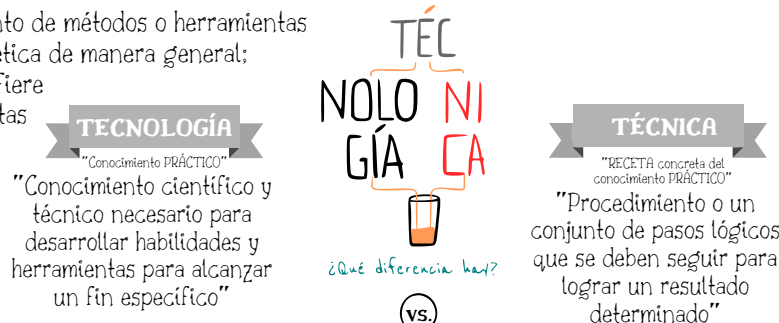 nto de métodos o herramientas
ética de manera general;
fiere
tas
TECNOLOGÍA
"Conocimiento PRÁCTICO"
"Conocimiento científico y
técnico necesario para
desarrollar habilidades y
herramientas para alcanzar
un fin específico"
TÉC
NOLO NI
GÍA CA
¿Qué diferencia hay?
vs.
TÉCNICA
"RECETA concreta del
conocimiento PRÁCTICO"
"Procedimiento o un
conjunto de pasos lógicos
que se deben seguir para
lograr un resultado
determinado"